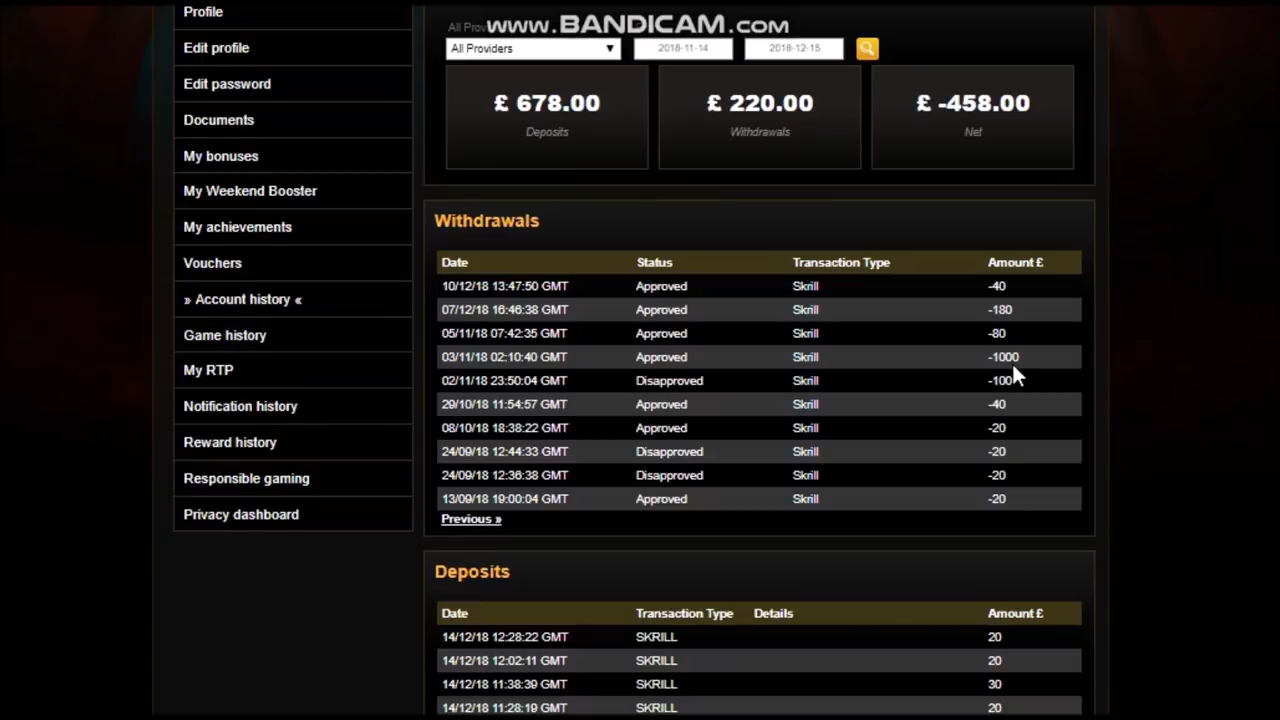 Profile
Edit profile
Edit password
Documents
My bonuses
My Weekend Booster
My achievements
Vouchers
» Account history «
Game history
My RTP
Notification history
Reward history
Responsible gaming
Privacy dashboard
www.BANDICAM.com
All Providers 2018-11-14 2018-12-15
£ 678.00 £ 220.00 £ -458.00
Deposits Withdrawals Net
Withdrawals
Date Status Transaction Type Amount £
10/12/18 13:47:50 GMT Approved Skrill -40
07/12/18 16:46:38 GMT Approved Skrill -180
05/11/18 07:42:35 GMT Approved Skrill -80
03/11/18 02:10:40 GMT Approved Skrill -1000
02/11/18 23:50:04 GMT Disapproved Skrill
29/10/18 11:54:57 GMT Approved Skrill -40
08/10/18 18:38:22 GMT Approved Skrill -20
24/09/18 12:44:33 GMT Disapproved Skrill -20
24/09/18 12:36:38 GMT Disapproved Skrill -20
13/09/18 19:00:04 GMT Approved Skrill -20
Previous »
Deposits
Date Transaction Type Details Amount £
14/12/18 12:28:22 GMT SKRILL 20
14/12/18 12:02:11 GMT SKRILL 20
14/12/18 11:38:39 GMT SKRILL 30
14/12/18 11:28:19 GMT SKRILL 20